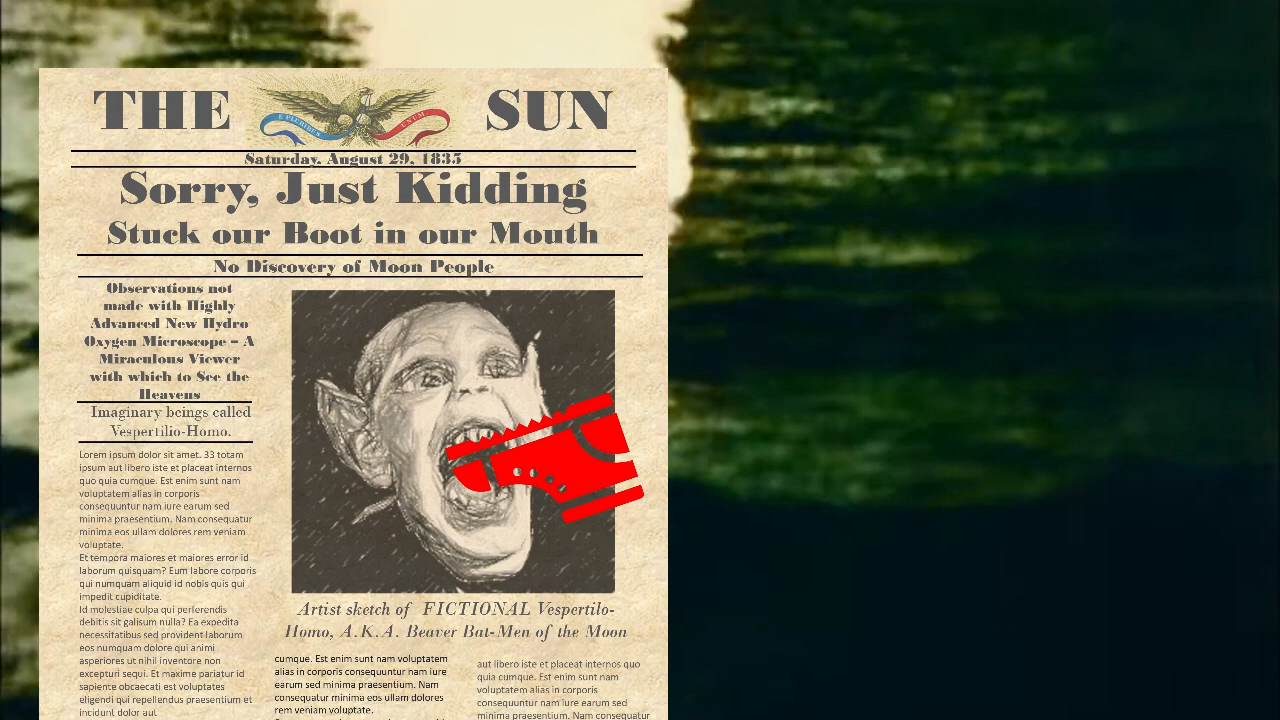 THE SUN
E PLURIBUS UNUM
Saturday, August 29, 1835
Sorry, Just Kidding
Stuck our Boot in our Mouth
No Discovery of Moon People
Observations not
made with Highly
Advanced New Hydro
Oxygen Microscope – A
Miraculous Viewer
with which to See the
Heavens
Imaginary beings called
Vespertilio-Homo.
Lorem ipsum dolor sit amet. 33 totam
ipsum aut libero iste et placeat internos
quo quia cumque. Est enim sunt nam
voluptatem alias in corporis
consequuntur nam iure earum sed
minima praesentium. Nam consequatur
minima eos ullam dolores rem veniam
voluptate.
Et tempora maiores et maiores error id
laborum quisquam? Eum labore corporis
qui numquam aliquid id nobis quis qui
impedit cupiditate.
Id molestiae culpa qui perferendis
debitis sit galisum nulla? Ea expedita
necessitatibus sed provident laborum
eos numquam dolore qui animi
asperiores ut nihil inventore non
excepturi sequi. Et maxime pariatur id
sapiente obcaecati est voluptates
eligendi qui repellendus praesentium et
incidunt dolor aut
Artist sketch of FICTIONAL Vespertilo-
Homo, A.K.A. Beaver Bat-Men of the Moon
cumque. Est enim sunt nam voluptatem
alias in corporis consequuntur nam iure
earum sed minima praesentium. Nam
consequatur minima eos ullam dolores
rem veniam voluptate.
aut libero iste et placeat internos quo
quia cumque. Est enim sunt nam
voluptatem alias in corporis
consequuntur nam iure earum sed
minima praesentium. Nam consequatur